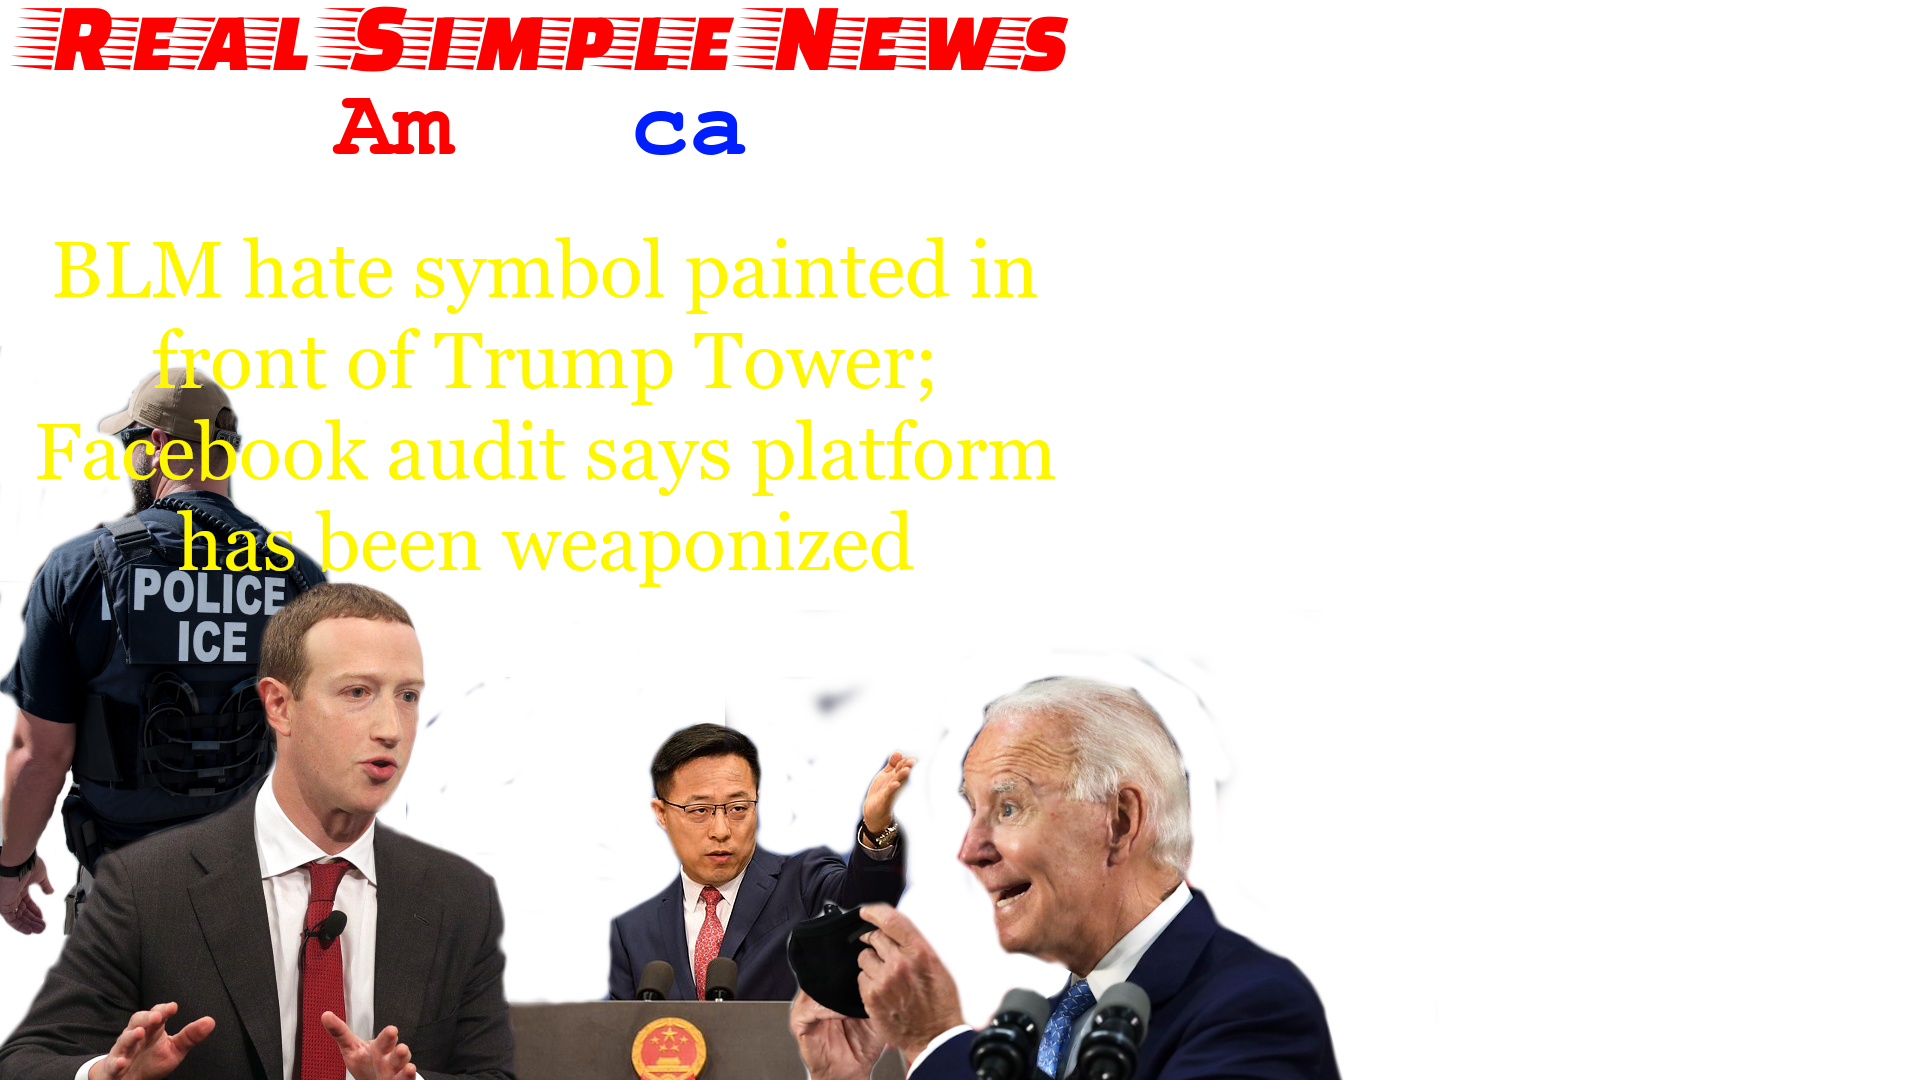 REAL SIMPLE NEWS
Am ca
BLM hate symbol painted in
front of Trump Tower;
Facebook audit says platform
has been weaponized
POLICE
ICE